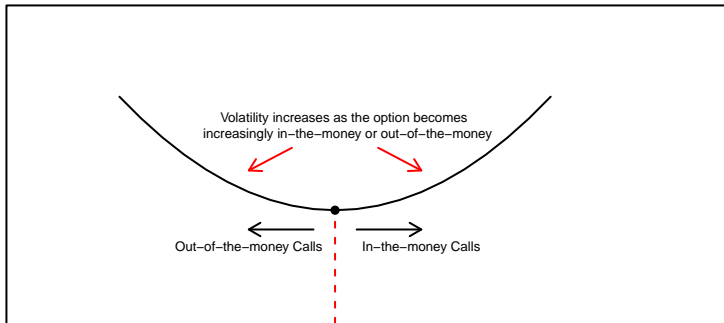 Volatility increases as the option becomes
increasingly in−the−money or out−of−the−money
Out−of−the−money Calls
In−the−money Calls